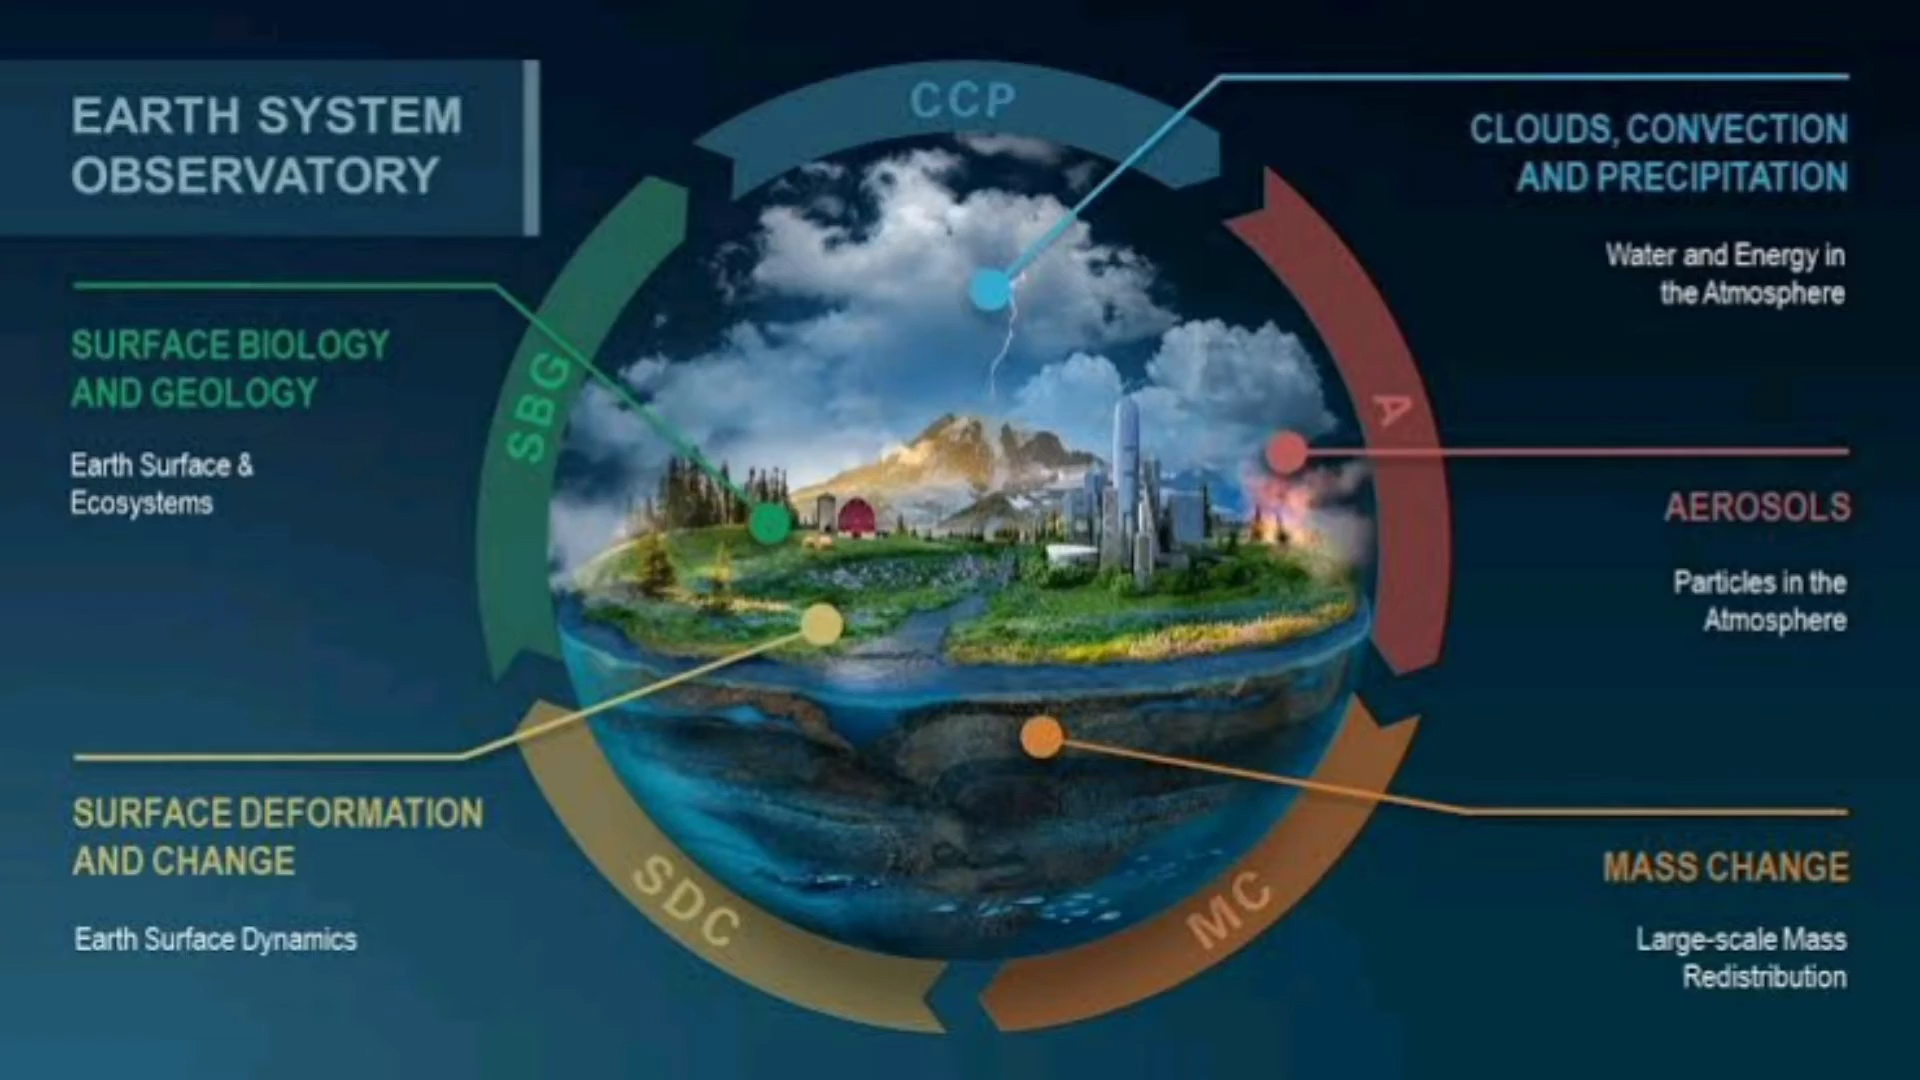 EARTH SYSTEM
OBSERVATORY
CCP
CLOUDS, CONVECTION
AND PRECIPITATION
Water and Energy in
the Atmosphere
SBG
SURFACE BIOLOGY
AND GEOLOGY
Earth Surface &
Ecosystems
A
AEROSOLS
Particles in the
Atmosphere
SURFACE DEFORMATION
AND CHANGE
Earth Surface Dynamics
SDC
MC
MASS CHANGE
Large-scale Mass
Redistribution